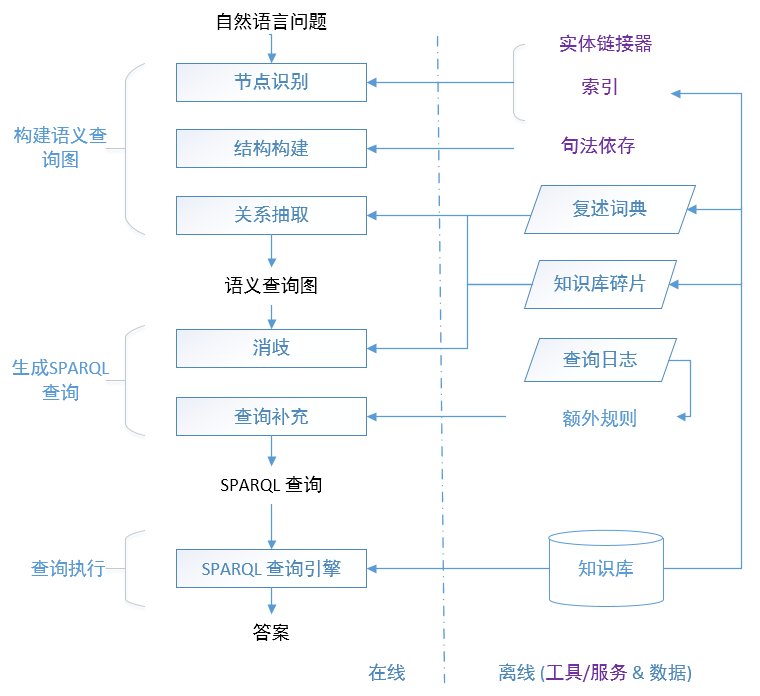 自然语言问题
实体链接器
节点识别
索引
构建语义查
询图
结构构建
句法依存
关系抽取
复述词典
语义查询图
知识库碎片
消歧
查询日志
生成SPARQL
查询
查询补充
额外规则
SPARQL 查询
查询执行
SPARQL 查询引擎
知识库
答案
在线
离线 (工具/服务 & 数据)